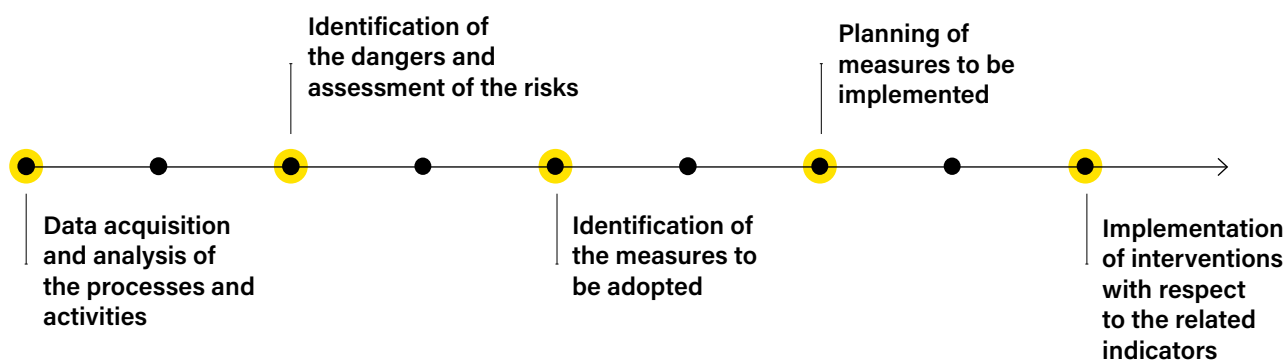 Identification of
the dangers and
assessment of the risks
Planning of
measures to be
implemented
Data acquisition
and analysis of
the processes and
activities
Identification of
the measures to
be adopted
Implementation
of interventions
with respect
to the related
indicators